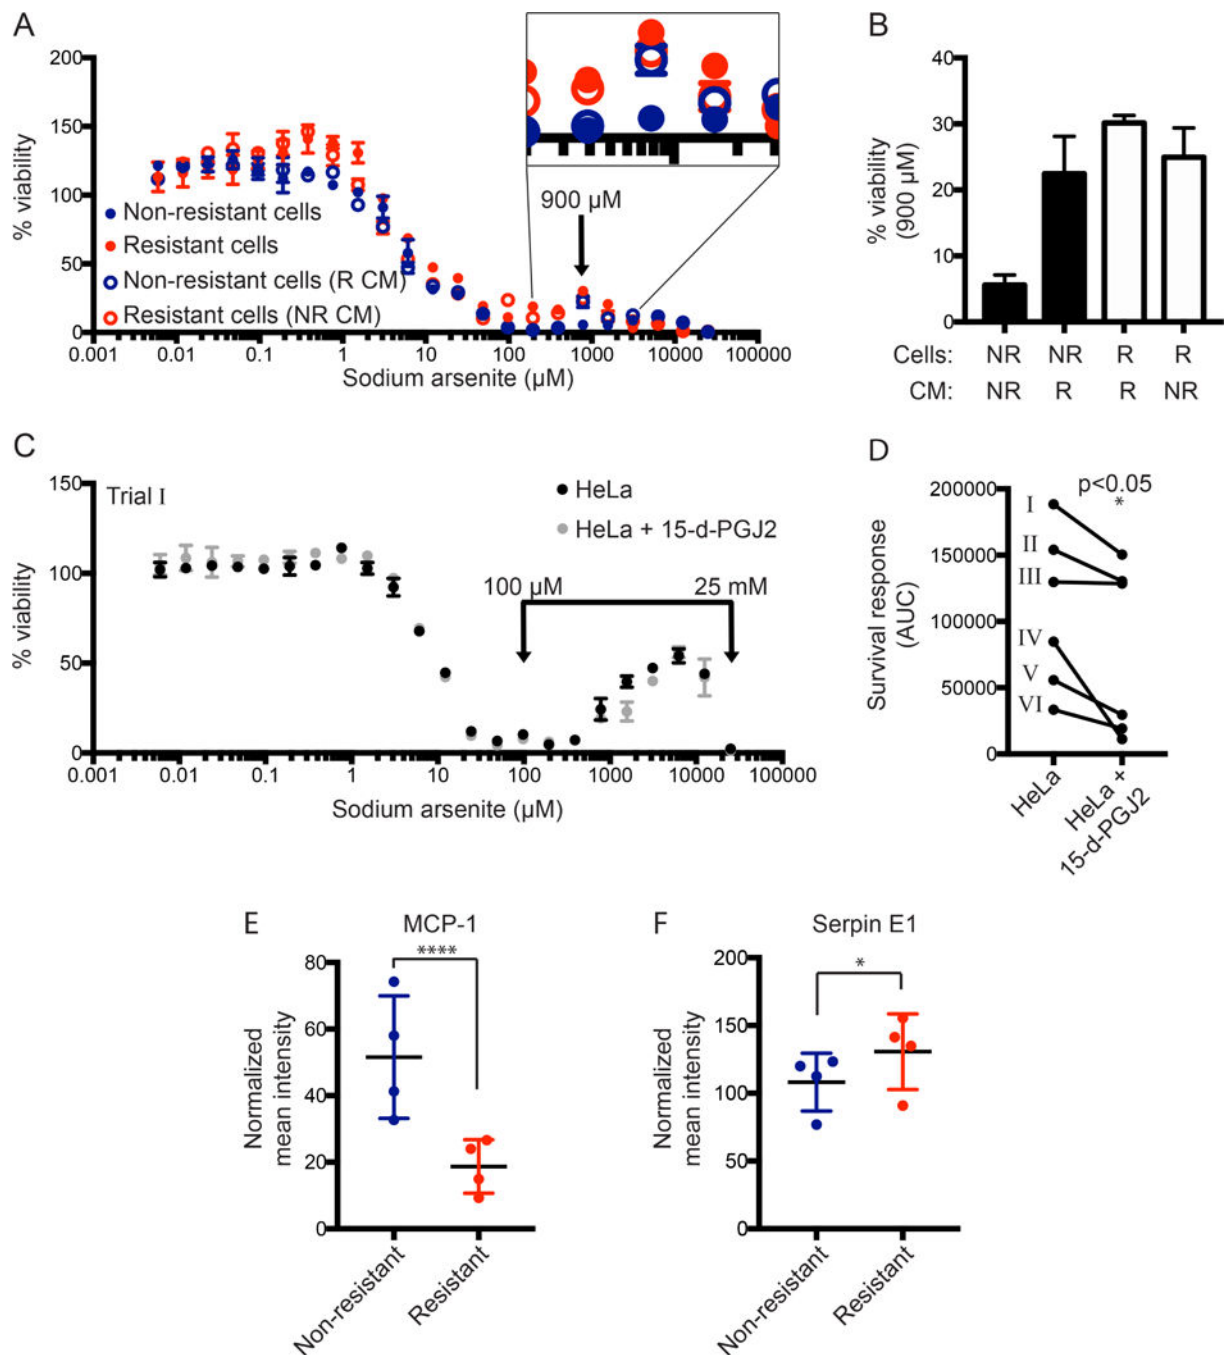 A
200
150
100
50
0
% viability
Non-resistant cells
Resistant cells
Non-resistant cells (R CM)
Resistant cells (NR CM)
900 µM
0.001 0.01 0.1 1 10 100 1000 10000 100000
Sodium arsenite (µM)
B
40
30
20
10
0
% viability
(900 µM)
Cells: NR NR R R
CM: NR R R NR
C
150
100
50
0
% viability
Trial I
HeLa
HeLa + 15-d-PGJ2
100 µM 25 mM
0.001 0.01 0.1 1 10 100 1000 10000 100000
Sodium arsenite (µM)
D
p<0.05
*
200000
150000
100000
50000
0
Survival response
(AUC)
I
II
III
IV
V
VI
HeLa
HeLa +
15-d-PGJ2
E
MCP-1
****
80
60
40
20
0
Normalized
mean intensity
Non-resistant
Resistant
F
Serpin E1
*
200
150
100
50
0
Normalized
mean intensity
Non-resistant
Resistant